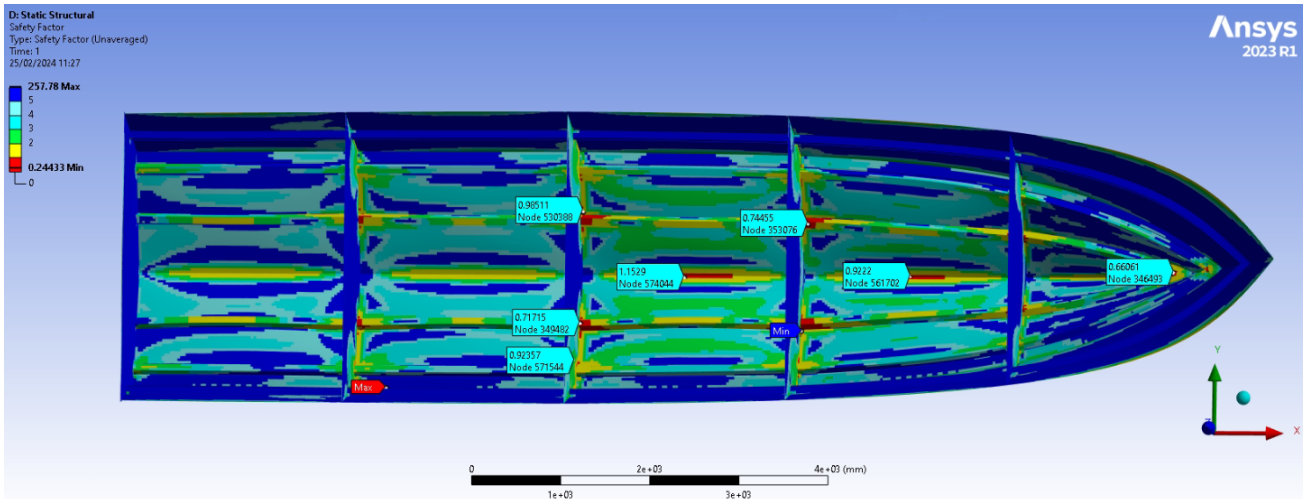 D: Static Structural
Safety Factor
Type: Safety Factor (Unaveraged)
Time: 1
25/02/2024 11:27
257.78 Max
5
4
3
2
0.24433 Min
0
Ansys
2023 R1
0.98511
Node 530388
0.74455
Node 353076
1.1529
Node 574044
0.9222
Node 561702
0.66061
Node 346493
0.71715
Node 349482
Min
0.92357
Node 571544
Max
Y
X
0
2e+03
4e+03 (mm)
1e+03
3e+03